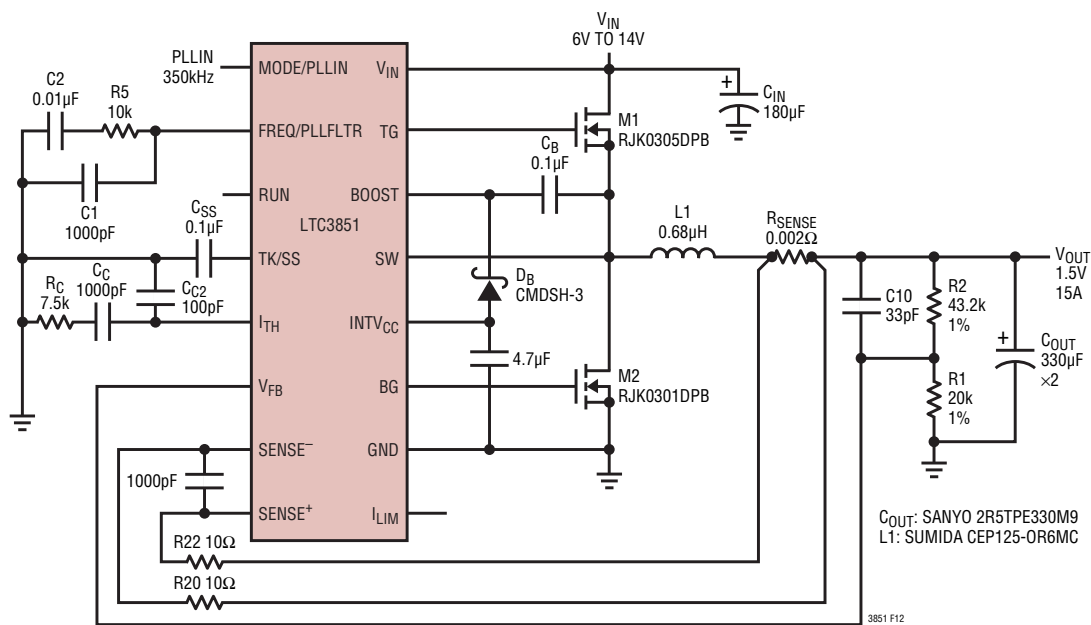 V_IN
6V TO 14V
PLLIN
350kHz
MODE/PLLIN
V_IN
C2
0.01µF
R5
10k
C_IN
180µF
+
FREQ/PLLFLTR
TG
M1
RJK0305DPB
C_B
0.1µF
RUN
BOOST
C1
1000pF
LTC3851
C_SS
0.1µF
L1
0.68µH
R_SENSE
0.002Ω
TK/SS
SW
V_OUT
1.5V
15A
R_C
7.5k
C_C
1000pF
C_C2
100pF
D_B
CMDSH-3
C10
33pF
R2
43.2k
1%
I_TH
INTV_CC
4.7µF
+
C_OUT
330µF
×2
V_FB
BG
M2
RJK0301DPB
R1
20k
1%
SENSE⁻
GND
1000pF
SENSE⁺
I_LIM
C_OUT: SANYO 2R5TPE330M9
L1: SUMIDA CEP125-OR6MC
R22 10Ω
R20 10Ω
3851 F12